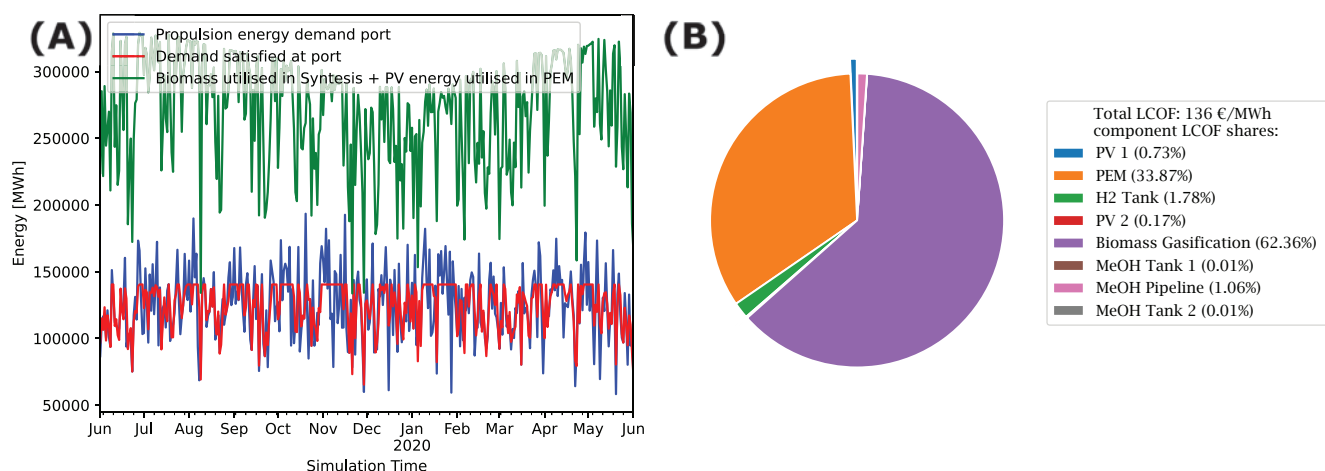 (A)
Propulsion energy demand port
Demand satisfied at port
Biomass utilised in Syntesis + PV energy utilised in PEM
Energy [MWh]
300000
250000
200000
150000
100000
50000
Jun Jul Aug Sep Oct Nov Dec Jan Feb Mar Apr May Jun
2020
Simulation Time
(B)
Total LCOF: 136 €/MWh
component LCOF shares:
PV 1 (0.73%)
PEM (33.87%)
H2 Tank (1.78%)
PV 2 (0.17%)
Biomass Gasification (62.36%)
MeOH Tank 1 (0.01%)
MeOH Pipeline (1.06%)
MeOH Tank 2 (0.01%)